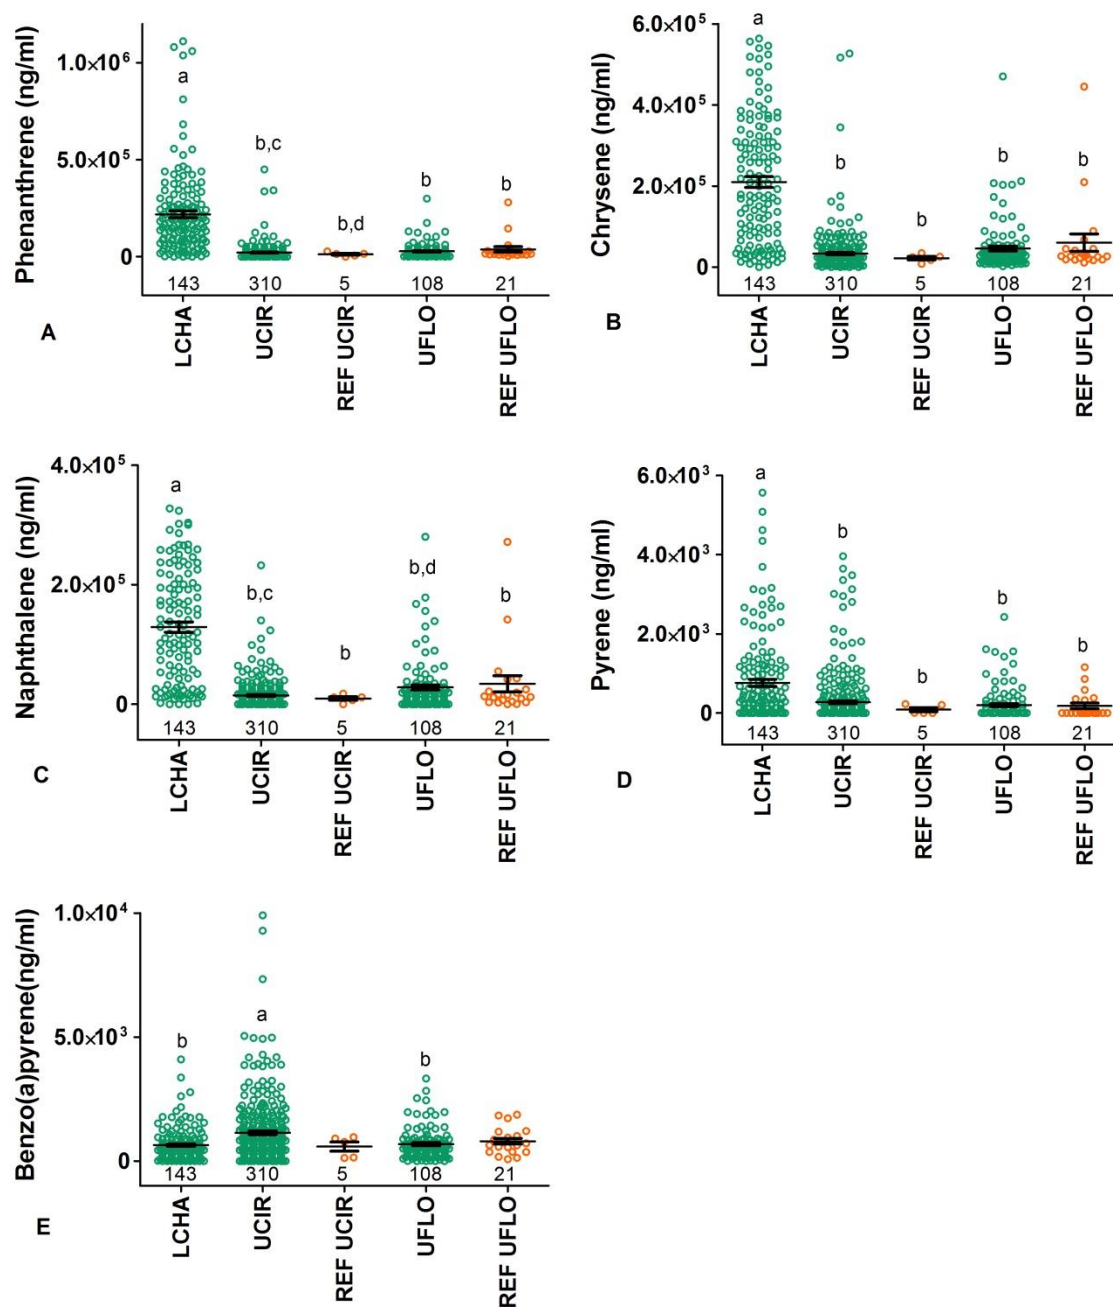 Phenanthrene (ng/ml)
1.0×10⁶
5.0×10⁵
0
a
b,c
b,d
b
b
143 310 5 108 21
LCHA
UCIR
REF UCIR
UFLO
REF UFLO
A
Chrysene (ng/ml)
6.0×10⁵
4.0×10⁵
2.0×10⁵
0
a
b
b
b
b
143 310 5 108 21
LCHA
UCIR
REF UCIR
UFLO
REF UFLO
B
Naphthalene (ng/ml)
4.0×10⁵
2.0×10⁵
0
a
b,c
b
b,d
b
143 310 5 108 21
LCHA
UCIR
REF UCIR
UFLO
REF UFLO
C
Pyrene (ng/ml)
6.0×10³
4.0×10³
2.0×10³
0
a
b
b
b
b
143 310 5 108 21
LCHA
UCIR
REF UCIR
UFLO
REF UFLO
D
Benzo(a)pyrene(ng/ml)
1.0×10⁴
5.0×10³
0
b
a
b
143 310 5 108 21
LCHA
UCIR
REF UCIR
UFLO
REF UFLO
E